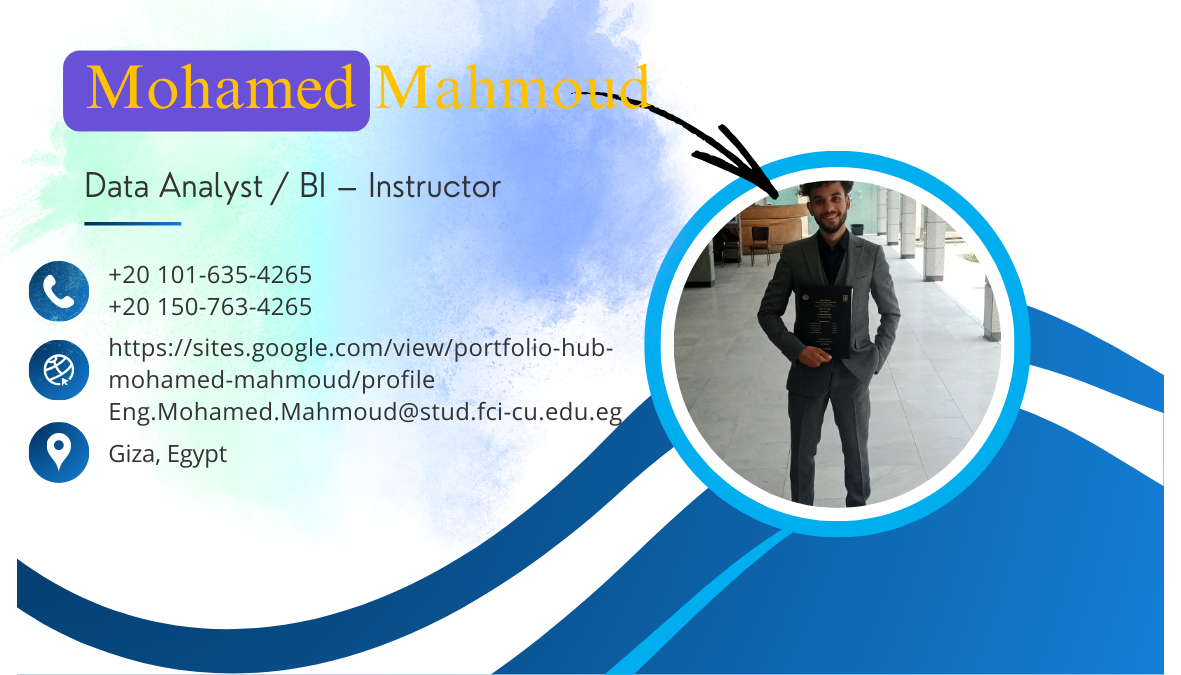 Mohamed Mahmoud
Data Analyst / BI – Instructor
+20 101-635-4265
+20 150-763-4265
https://sites.google.com/view/portfolio-hub-
mohamed-mahmoud/profile
Eng.Mohamed.Mahmoud@stud.fci-cu.edu.eg
Giza, Egypt